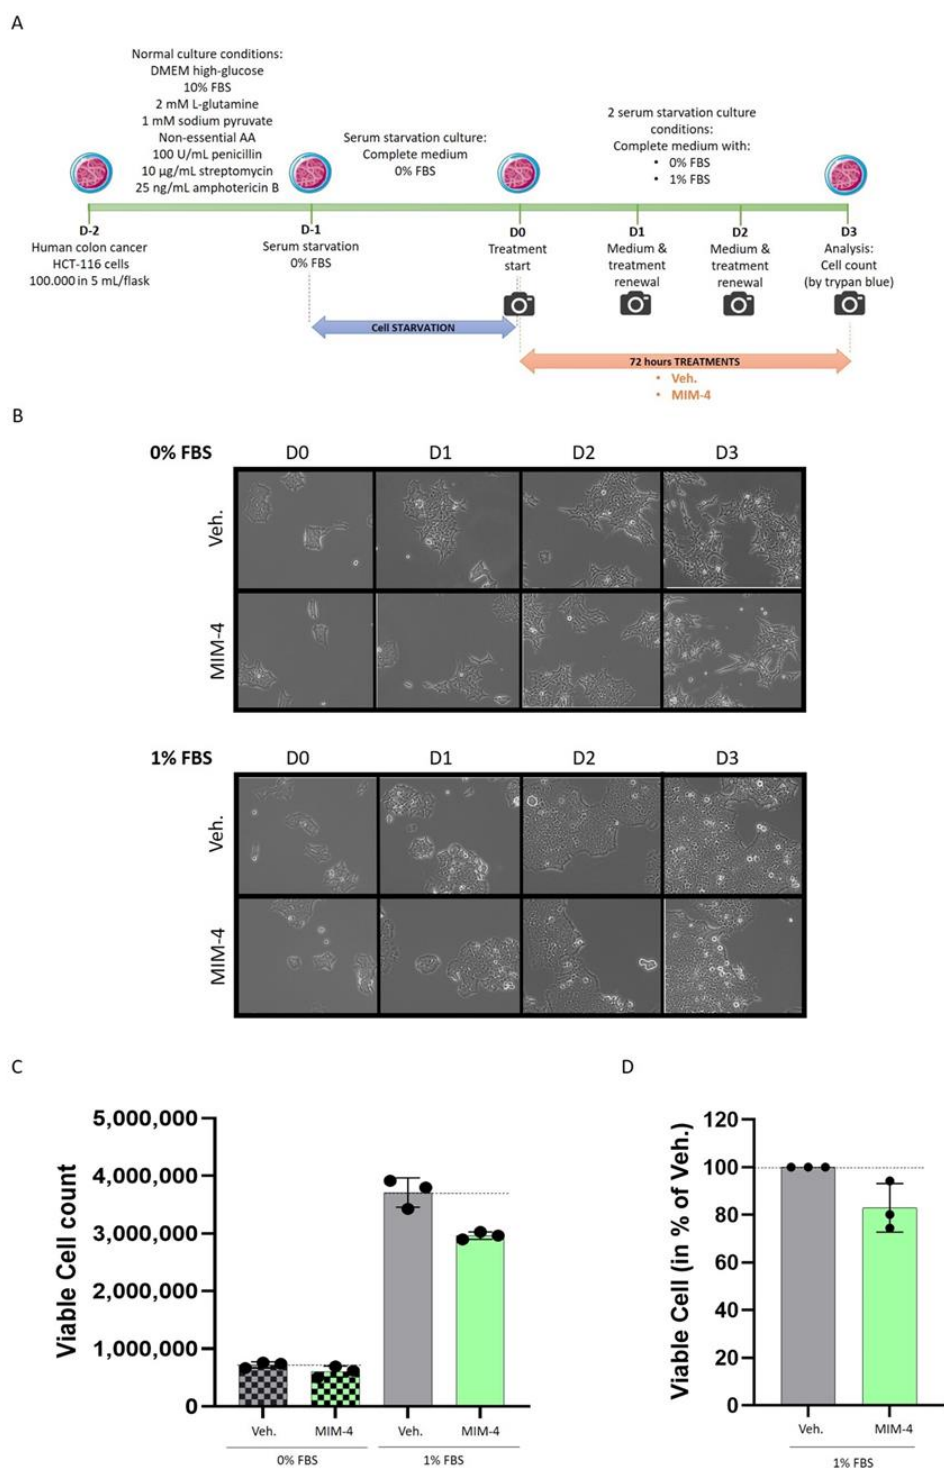 A
Normal culture conditions:
DMEM high-glucose
10% FBS
2 mM L-glutamine
1 mM sodium pyruvate
Non-essential AA
100 U/mL penicillin
10 µg/mL streptomycin
25 ng/mL amphotericin B
Serum starvation culture:
Complete medium
0% FBS
2 serum starvation culture
conditions:
Complete medium with:
• 0% FBS
• 1% FBS
D-2
Human colon cancer
HCT-116 cells
100.000 in 5 mL/flask
D-1
Serum starvation
0% FBS
D0
Treatment
start
D1
Medium &
treatment
renewal
D2
Medium &
treatment
renewal
D3
Analysis:
Cell count
(by trypan blue)
Cell STARVATION
72 hours TREATMENTS
• Veh.
• MIM-4
B
0% FBS D0 D1 D2 D3
Veh.
MIM-4
1% FBS D0 D1 D2 D3
Veh.
MIM-4
C
Viable Cell count
5,000,000
4,000,000
3,000,000
2,000,000
1,000,000
0
Veh. MIM-4 Veh. MIM-4
0% FBS 1% FBS
D
Viable Cell (in % of Veh.)
120
100
80
60
40
20
0
Veh. MIM-4
1% FBS